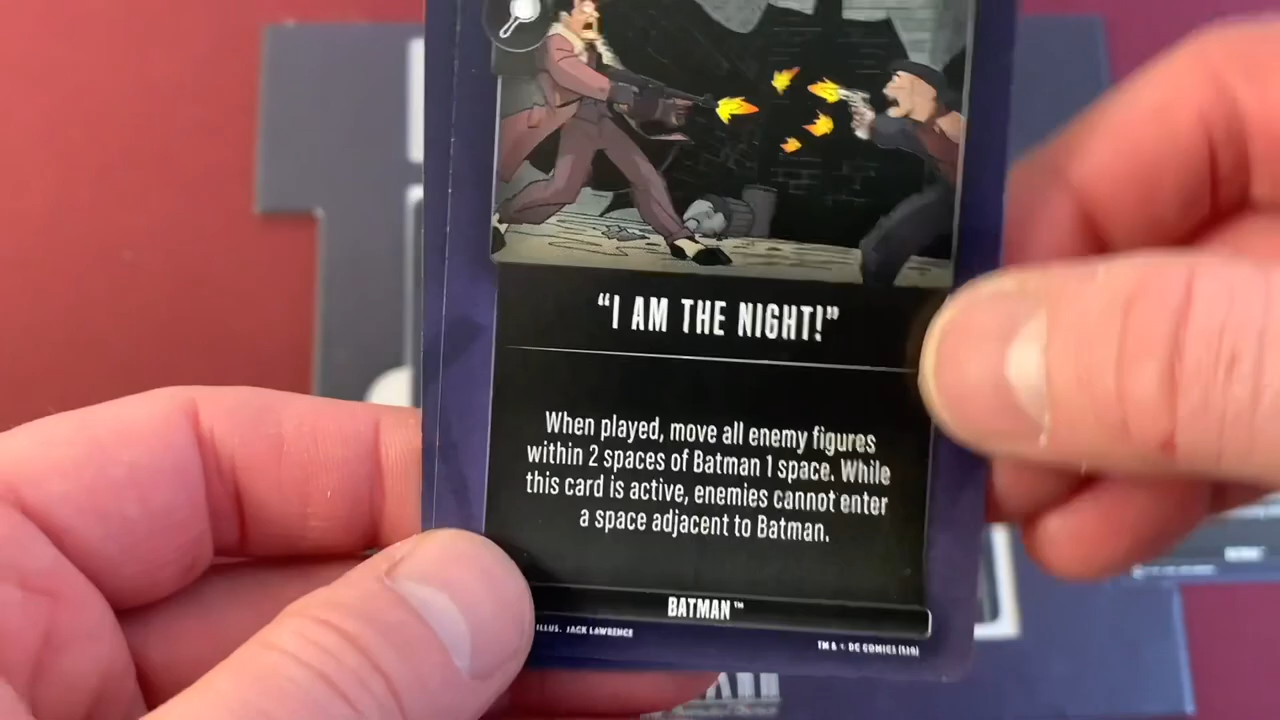 “I AM THE NIGHT!”
When played, move all enemy figures
within 2 spaces of Batman 1 space. While
this card is active, enemies cannot enter
a space adjacent to Batman.
BATMAN™
ILLUS. JACK LAWRENCE
TM & © DC COMICS (s19)